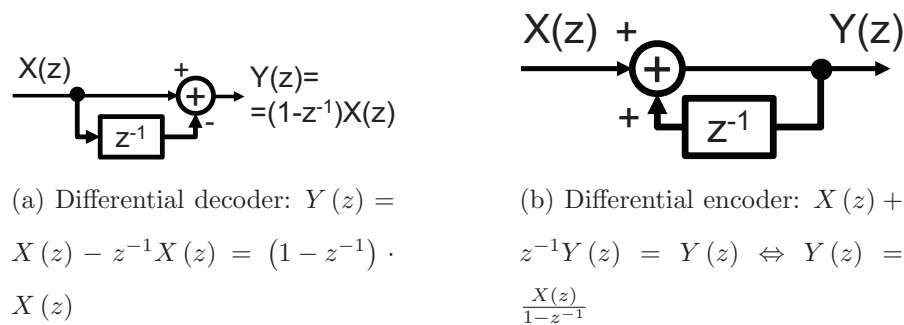 X(z)
+
+
-
z⁻¹
Y(z)=
=(1-z⁻¹)X(z)
X(z)
+
+
+
z⁻¹
Y(z)
(a) Differential decoder: Y (z) =
X (z) − z⁻¹X (z) = (1 − z⁻¹) ·
X (z)
(b) Differential encoder: X (z) +
z⁻¹Y (z) = Y (z) ⇔ Y (z) =
X(z)
1−z⁻¹